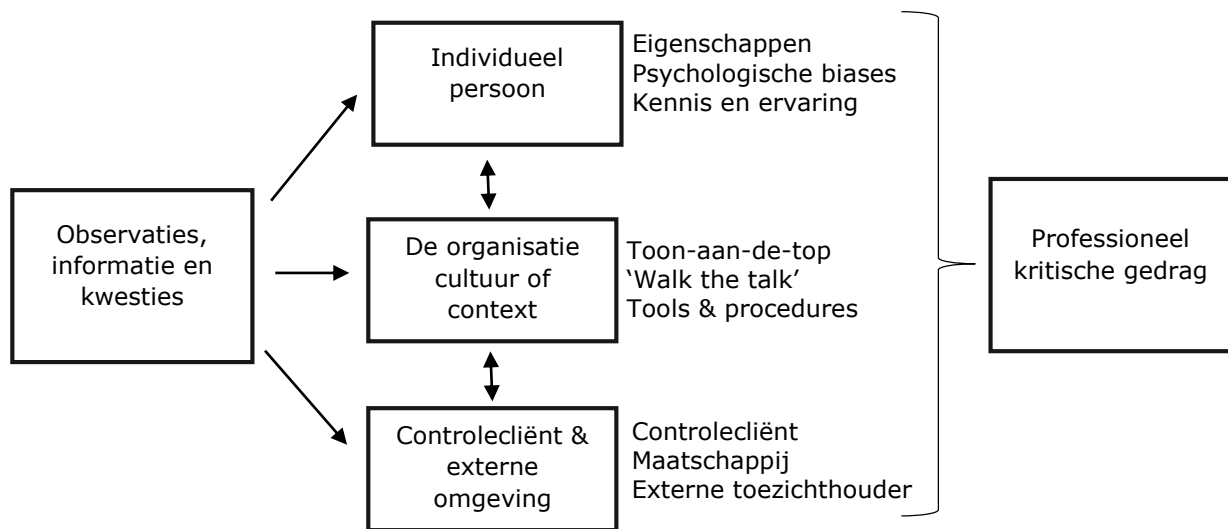 Observaties,
informatie en
kwesties
Individueel
persoon
Eigenschappen
Psychologische biases
Kennis en ervaring
De organisatie
cultuur of
context
Toon-aan-de-top
‘Walk the talk’
Tools & procedures
Controlecliënt &
externe
omgeving
Controlecliënt
Maatschappij
Externe toezichthouder
Professioneel
kritische gedrag